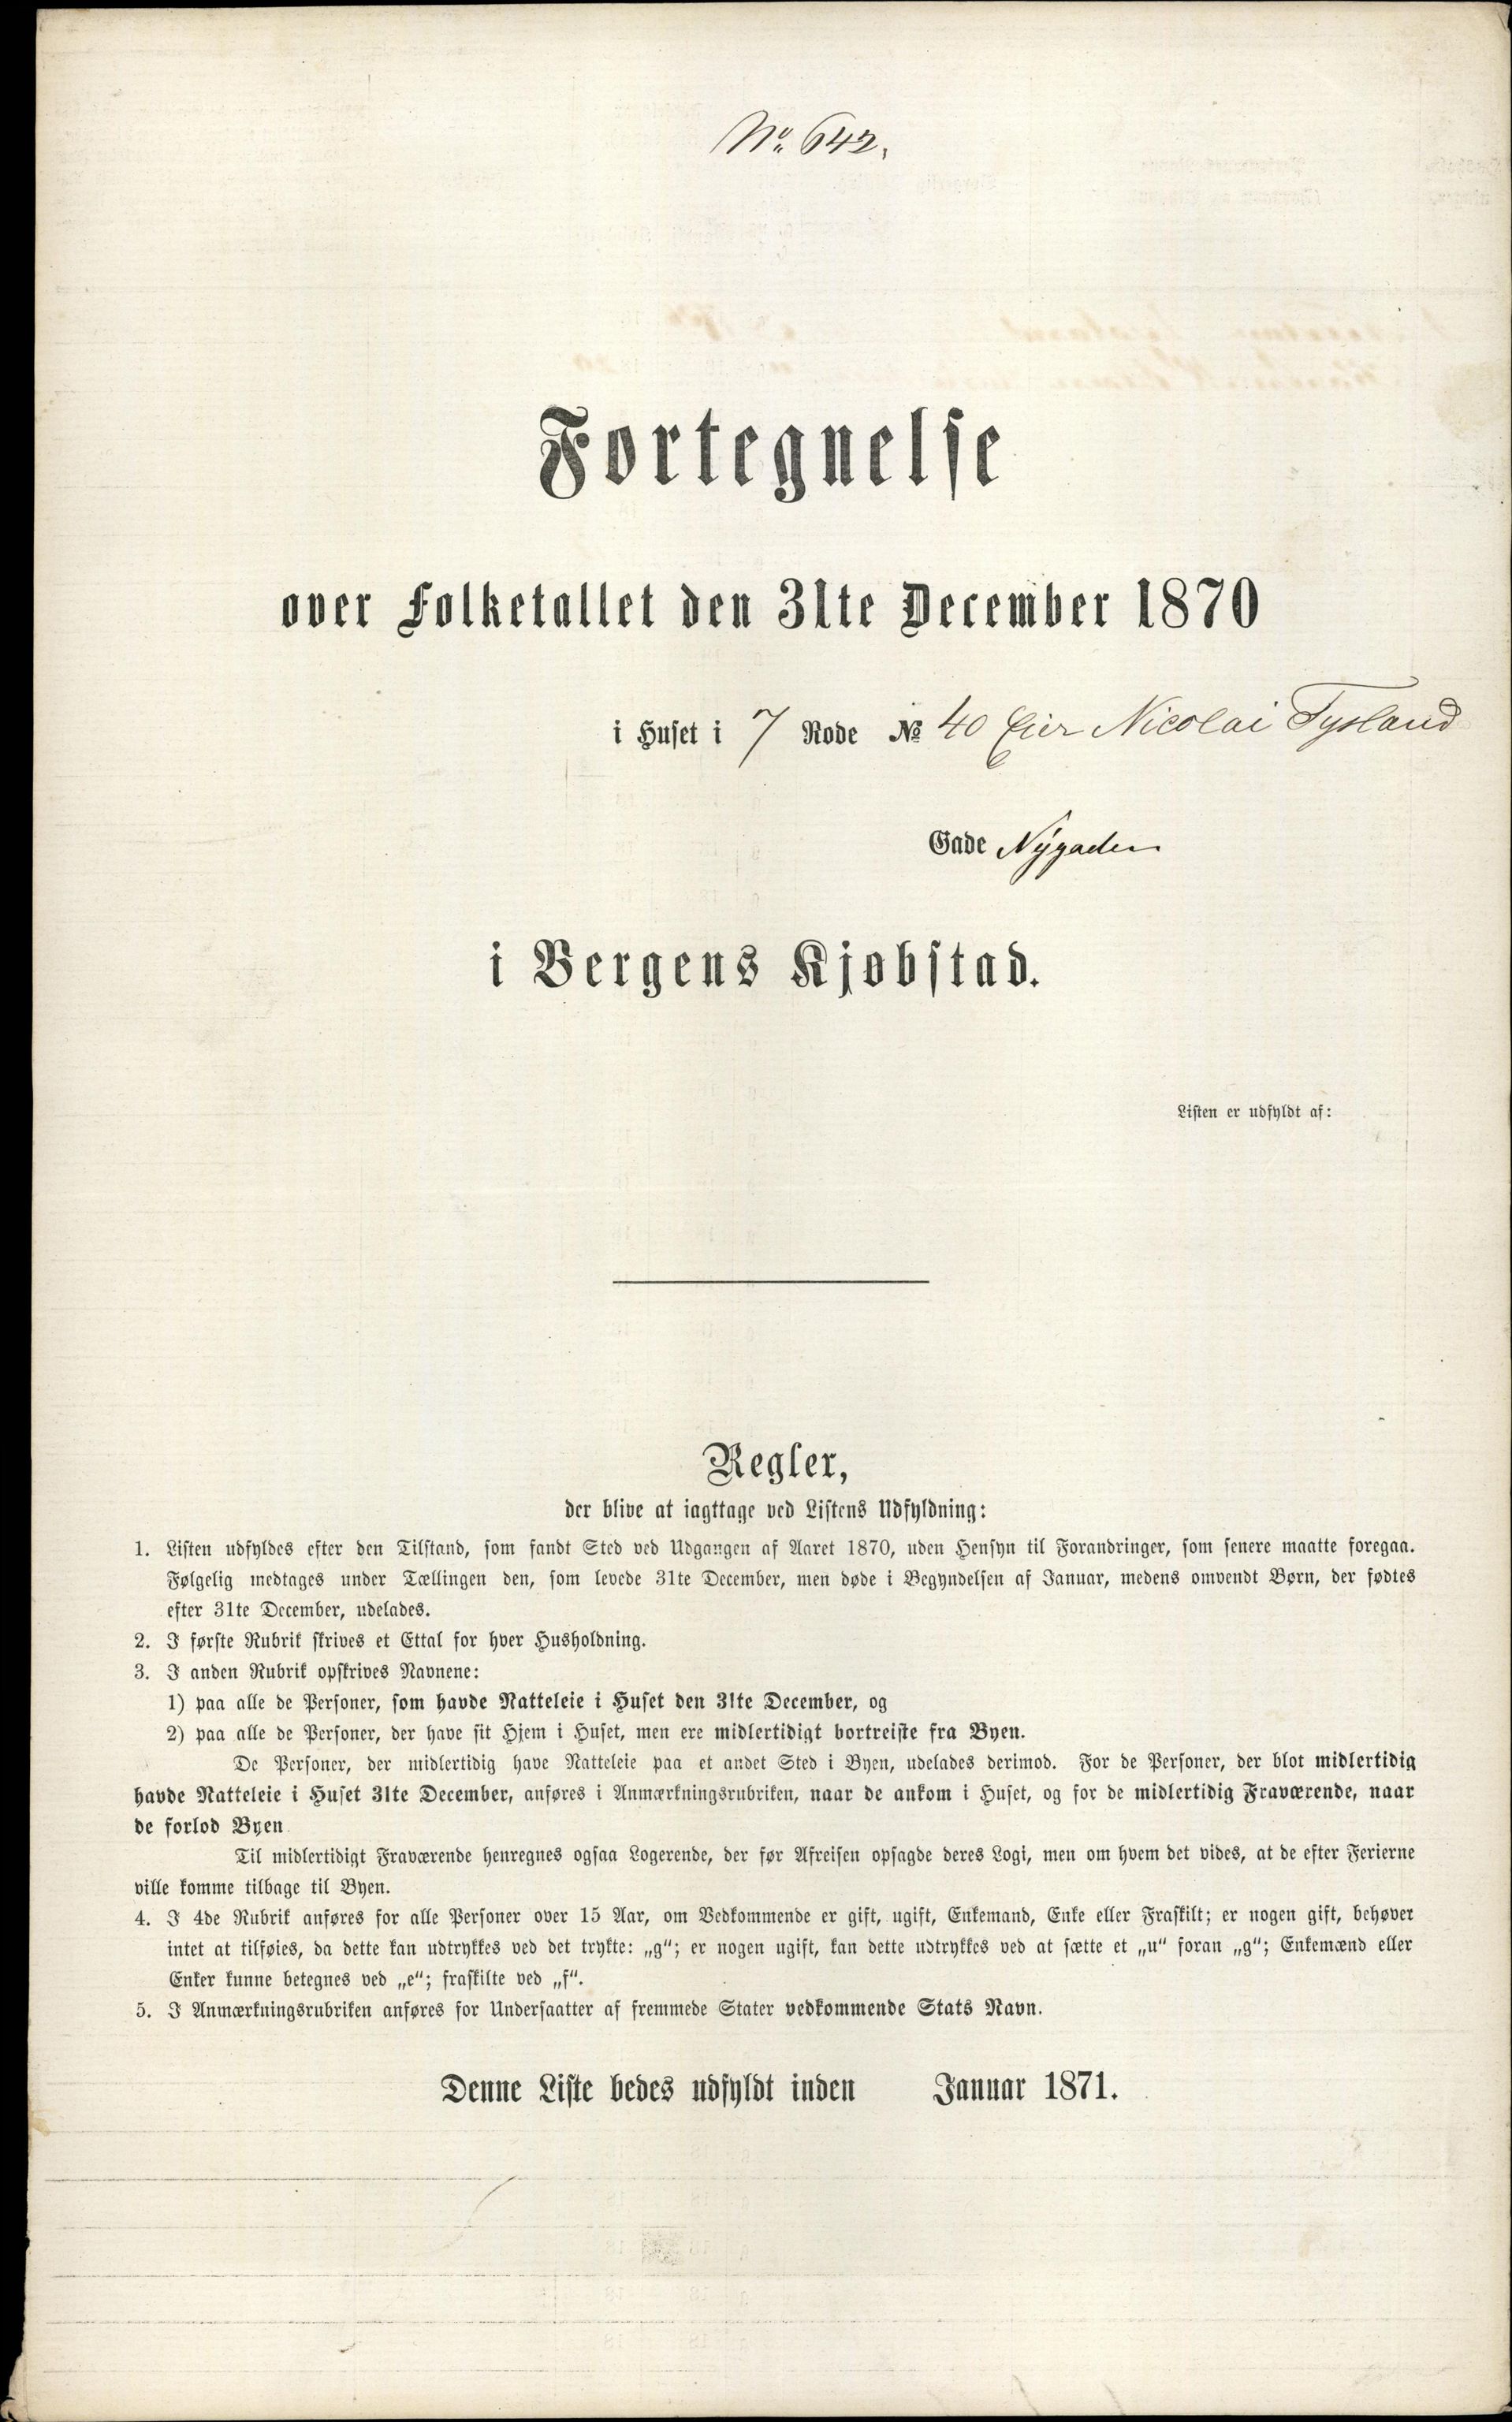 No. 642.
Fortegnelse
over Folketallet den 31te December 1870
i Huset i 7 Rode № 40 Eier Nicolai Tysland
Gade Nÿgaden
i Bergens Kjøbstad.
Listen er udfyldt af:
Regler,
der blive at iagttage ved Listens Udfyldning:
1. Listen udfyldes efter den Tilstand, som fandt Sted ved Udgangen af Aaret 1870, uden Hensyn til Forandringer, som senere maatte foregaa.
Følgelig medtages under Tællingen den, som levede 31te December, men døde i Begyndelsen af Januar, medens omvendt Børn, der fødtes
efter 31te December, udelades.
2. I første Rubrik skrives et Ettal for hver Husholdning.
3. I anden Rubrik opskrives Navnene:
1) paa alle de Personer, som havde Natteleie i Huset den 31te December, og
2) paa alle de Personer, der have sit Hjem i Huset, men ere midlertidigt bortreiste fra Byen.
De Personer, der midlertidig have Natteleie paa et andet Sted i Byen, udelades derimod. For de Personer, der blot midlertidig
havde Natteleie i Huset 31te December, anføres i Anmærkningsrubriken, naar de ankom i Huset, og for de midlertidig Fraværende, naar
de forlod Byen
Til midlertidigt Fraværende henregnes ogsaa Logerende, der før Afreisen opsagde deres Logi, men om hvem det vides, at de efter Ferierne
ville komme tilbage til Byen.
4. I 4de Rubrik anføres for alle Personer over 15 Aar, om Vedkommende er gift, ugift, Enkemand, Enke eller Fraskilt; er nogen gift, behøver
intet at tilføies, da dette kan udtrykkes ved det trykte: „g“; er nogen ugift, kan dette udtrykkes ved at sætte et „u“ foran „g“; Enkemænd eller
Enker kunne betegnes ved „e“; fraskilte ved „f“.
5. I Anmærkningsrubriken anføres for Undersaatter af fremmede Stater vedkommende Stats Navn.
Denne Liste bedes udfyldt inden Januar 1871.